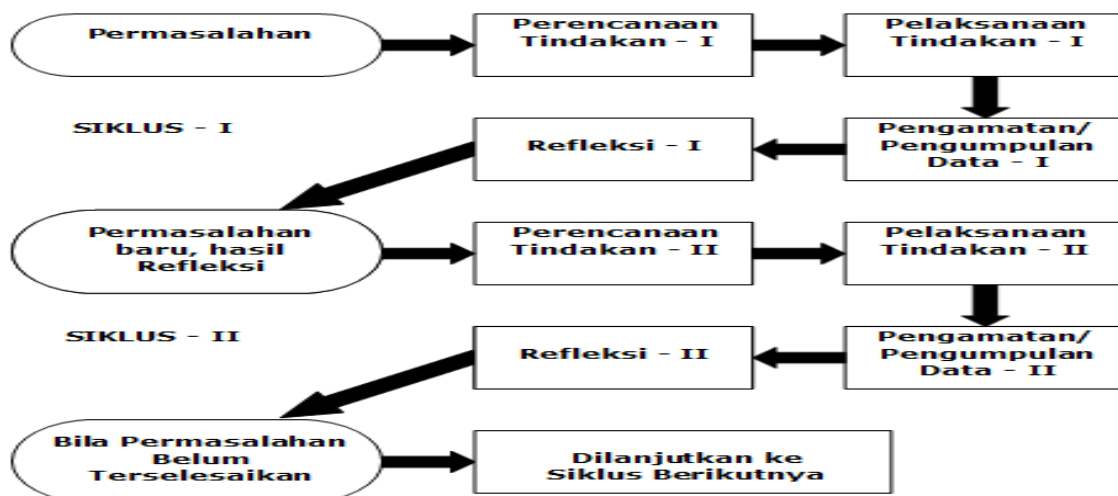 Permasalahan
Perencanaan
Tindakan - I
Pelaksanaan
Tindakan - I
SIKLUS - I
Refleksi - I
Pengamatan/
Pengumpulan
Data - I
Permasalahan
baru, hasil
Refleksi
Perencanaan
Tindakan - II
Pelaksanaan
Tindakan - II
SIKLUS - II
Refleksi - II
Pengamatan/
Pengumpulan
Data - II
Bila Permasalahan
Belum
Terselesaikan
Dilanjutkan ke
Siklus Berikutnya